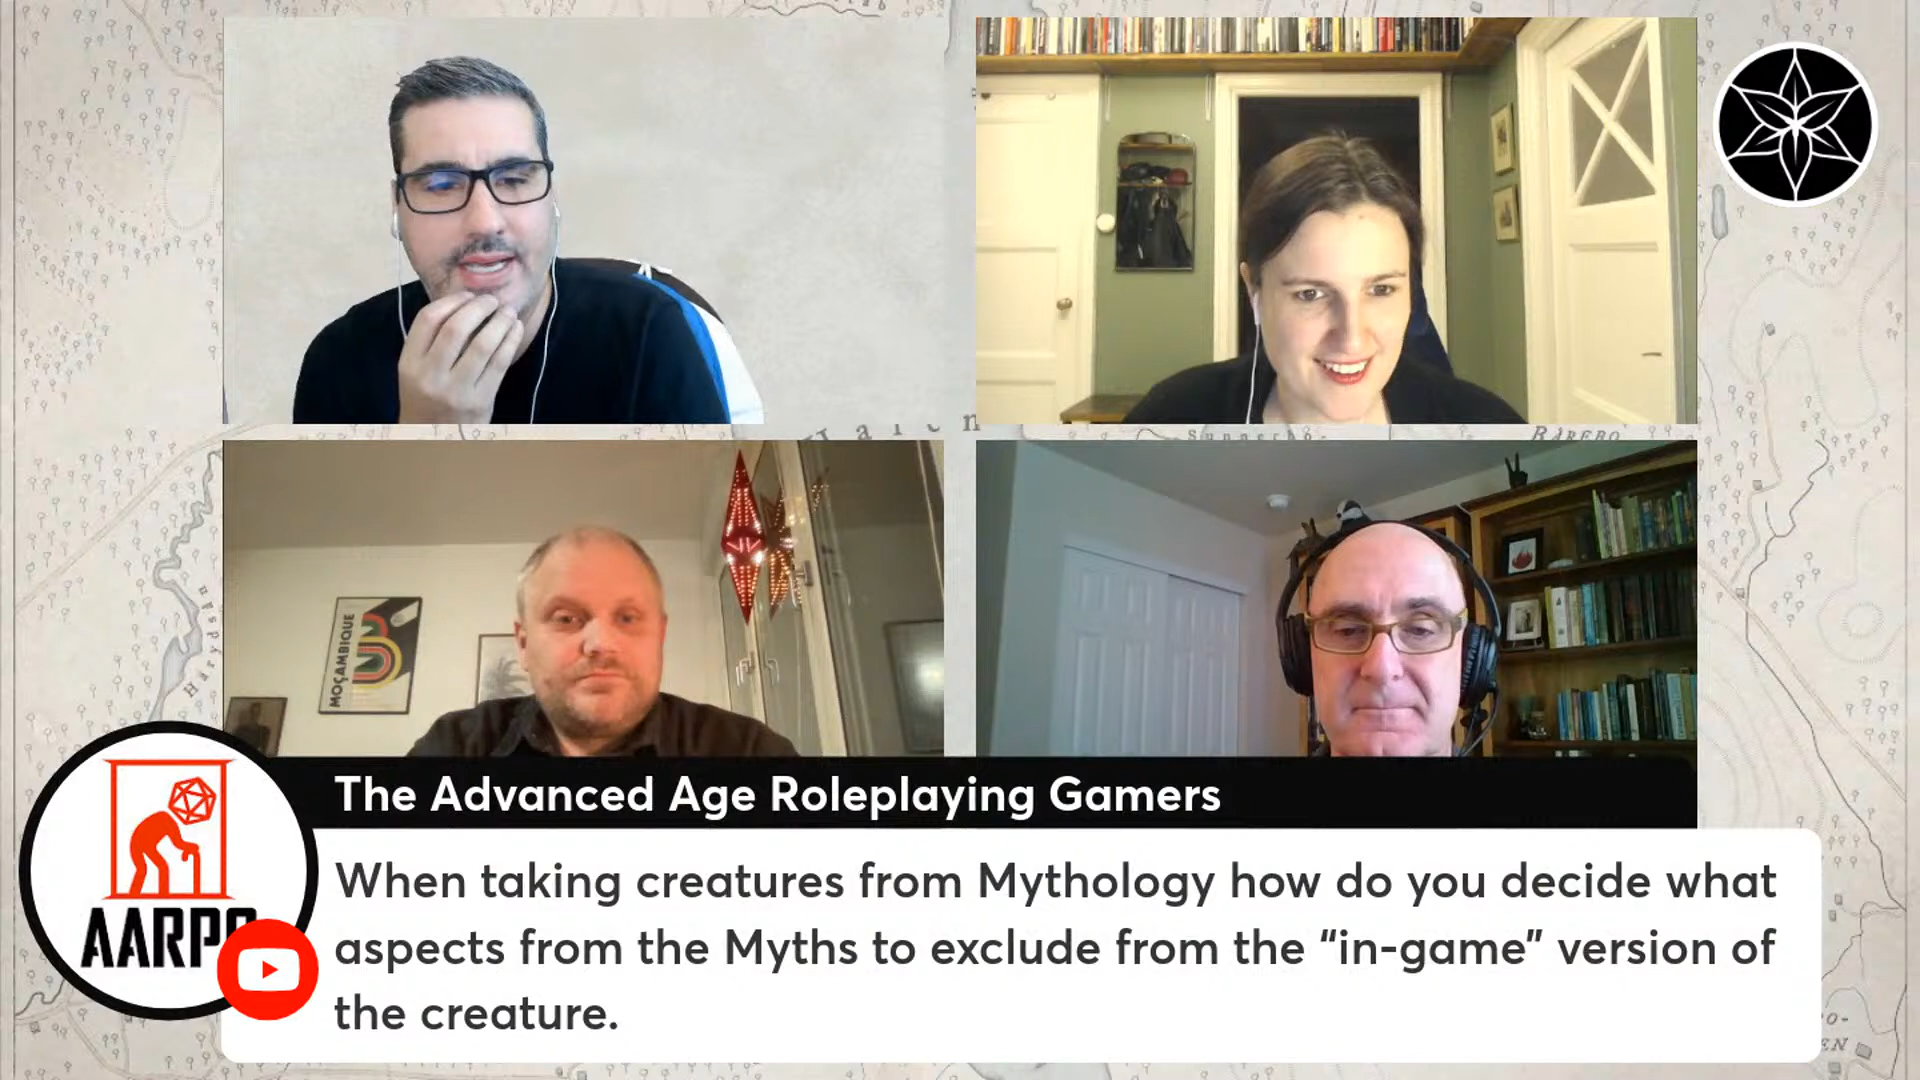 MOÇAMBIQUE
The Advanced Age Roleplaying Gamers
When taking creatures from Mythology how do you decide what
aspects from the Myths to exclude from the “in-game” version of
the creature.
AARPG